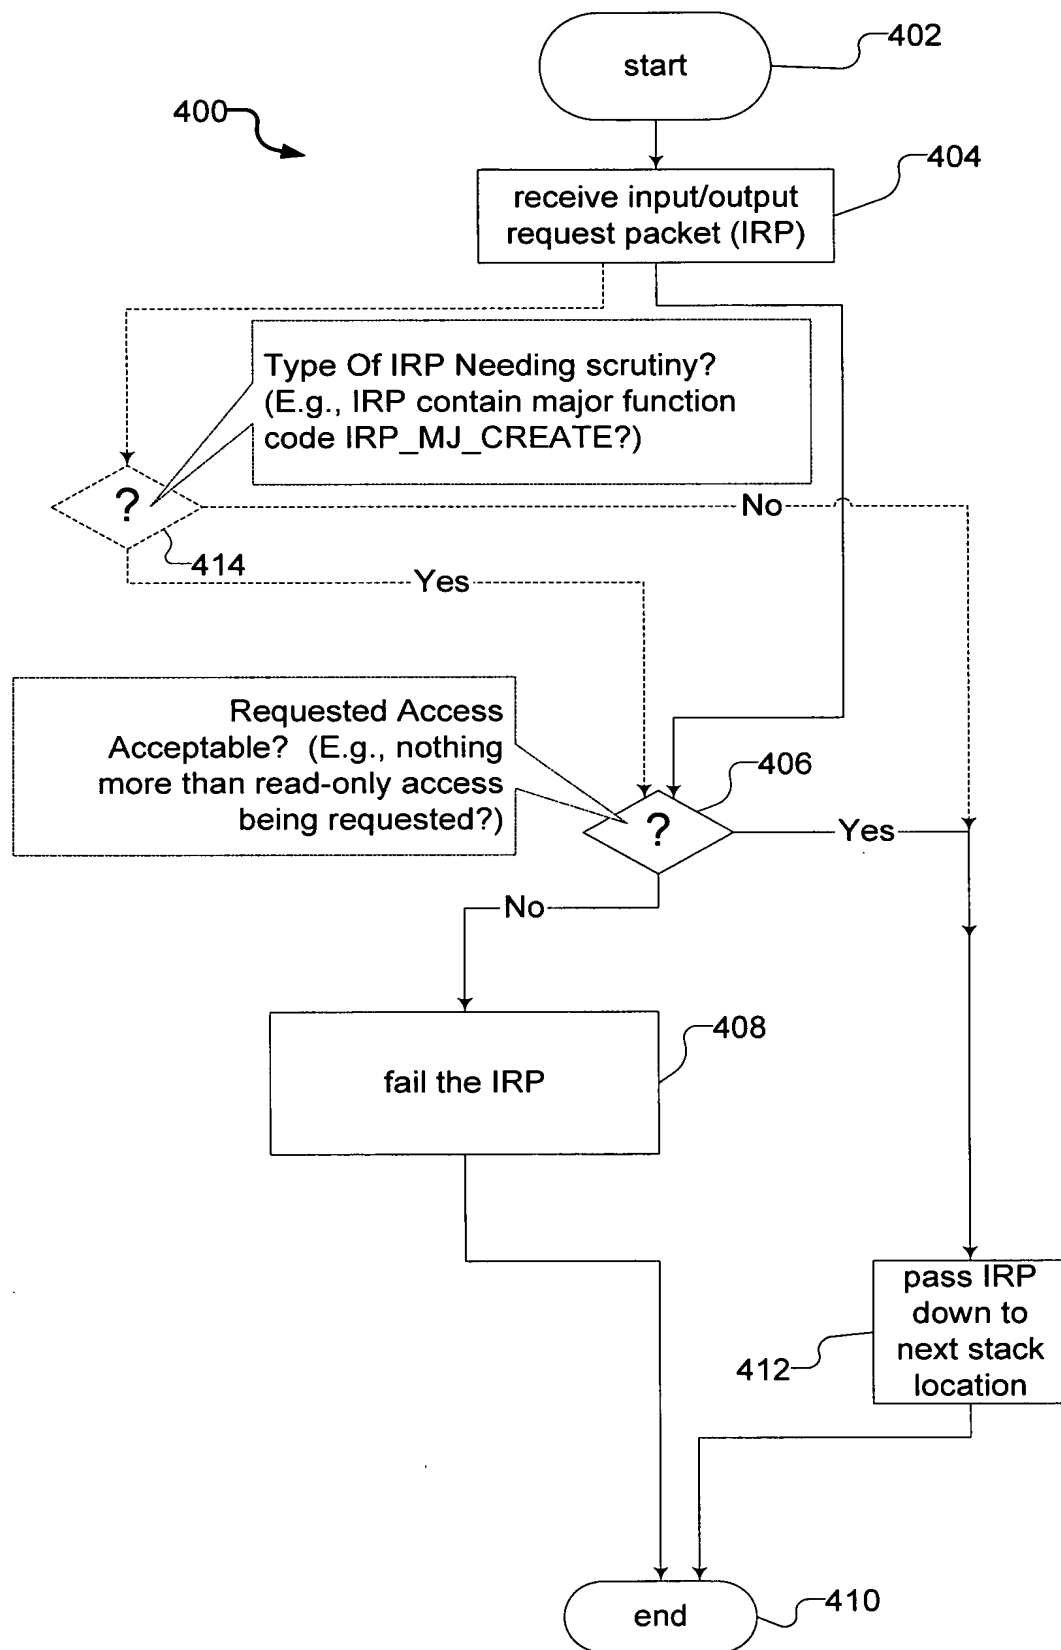 start
402
400
404
receive input/output
request packet (IRP)
Type Of IRP Needing scrutiny?
(E.g., IRP contain major function
code IRP_MJ_CREATE?)
?
No
414
Yes
Requested Access
Acceptable? (E.g., nothing
more than read-only access
being requested?)
406
?
Yes
No
408
fail the IRP
pass IRP
down to
next stack
location
412
end
410